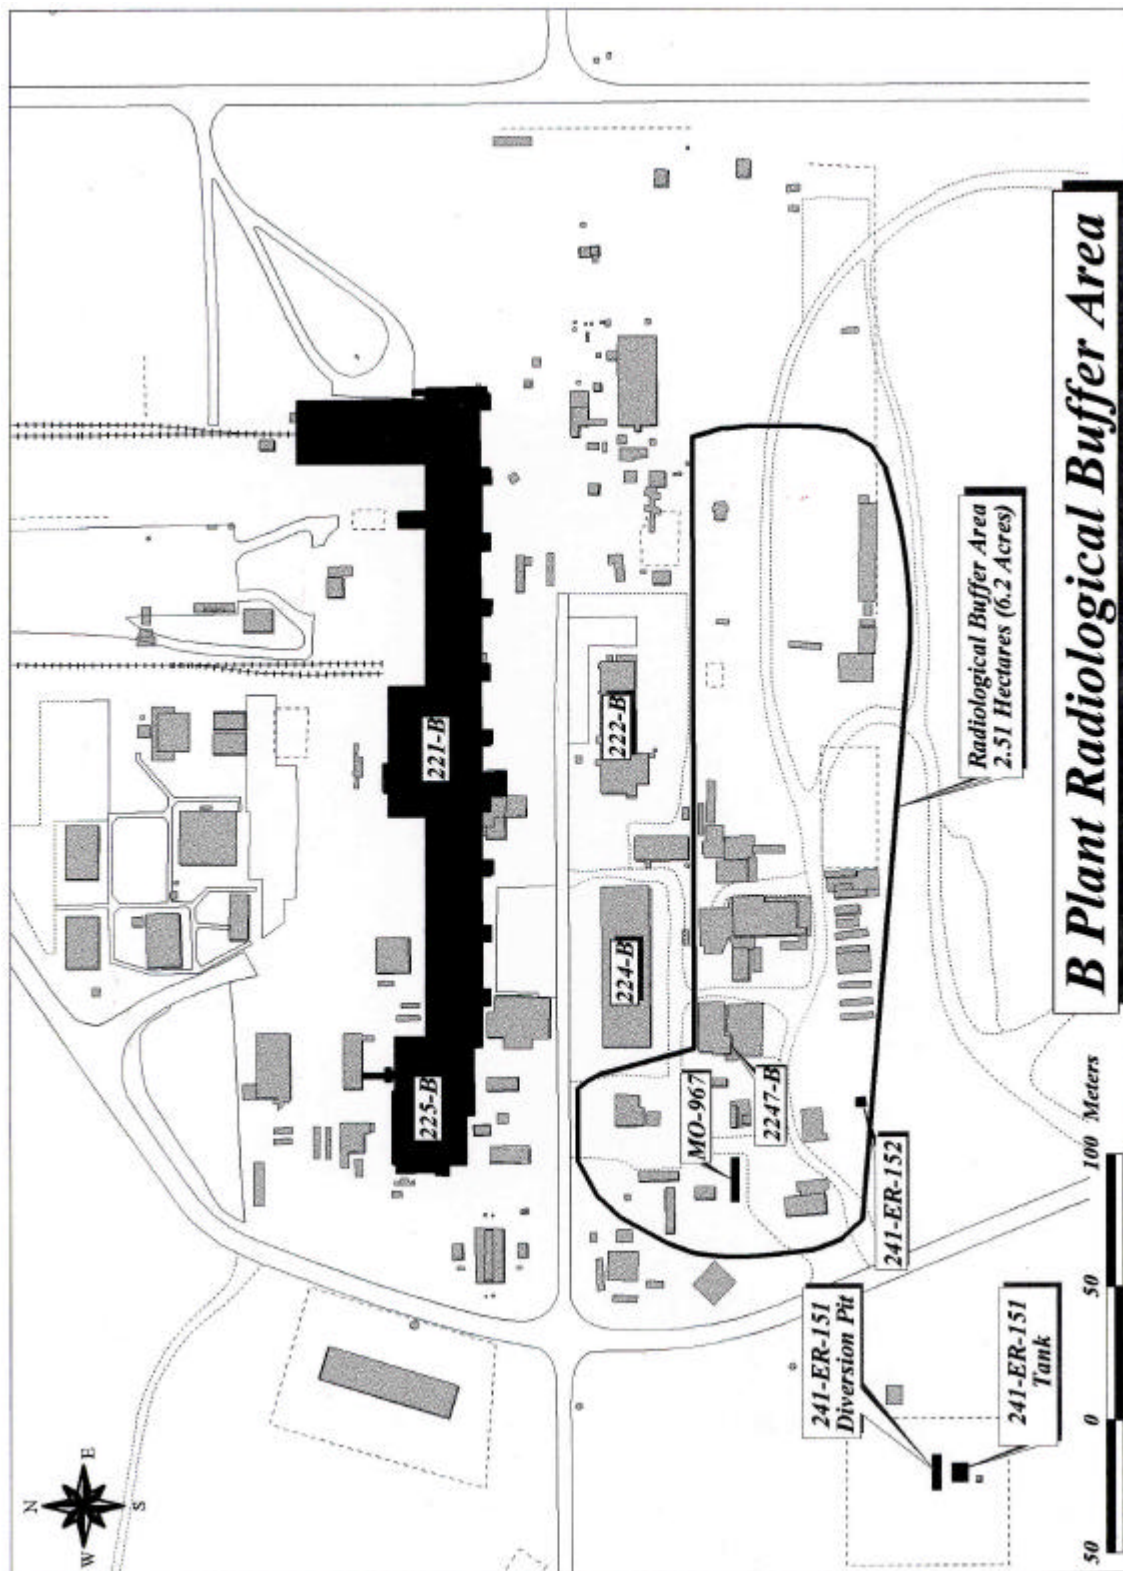 B Plant Radiological Buffer Area
221-B
225-B
222-B
224-B
MO-967
2247-B
241-ER-152
Radiological Buffer Area
2.51 Hectares (6.2 Acres)
241-ER-151
Diversion Pit
241-ER-151
Tank
N
E
S
W
50
0
50
100
Meters